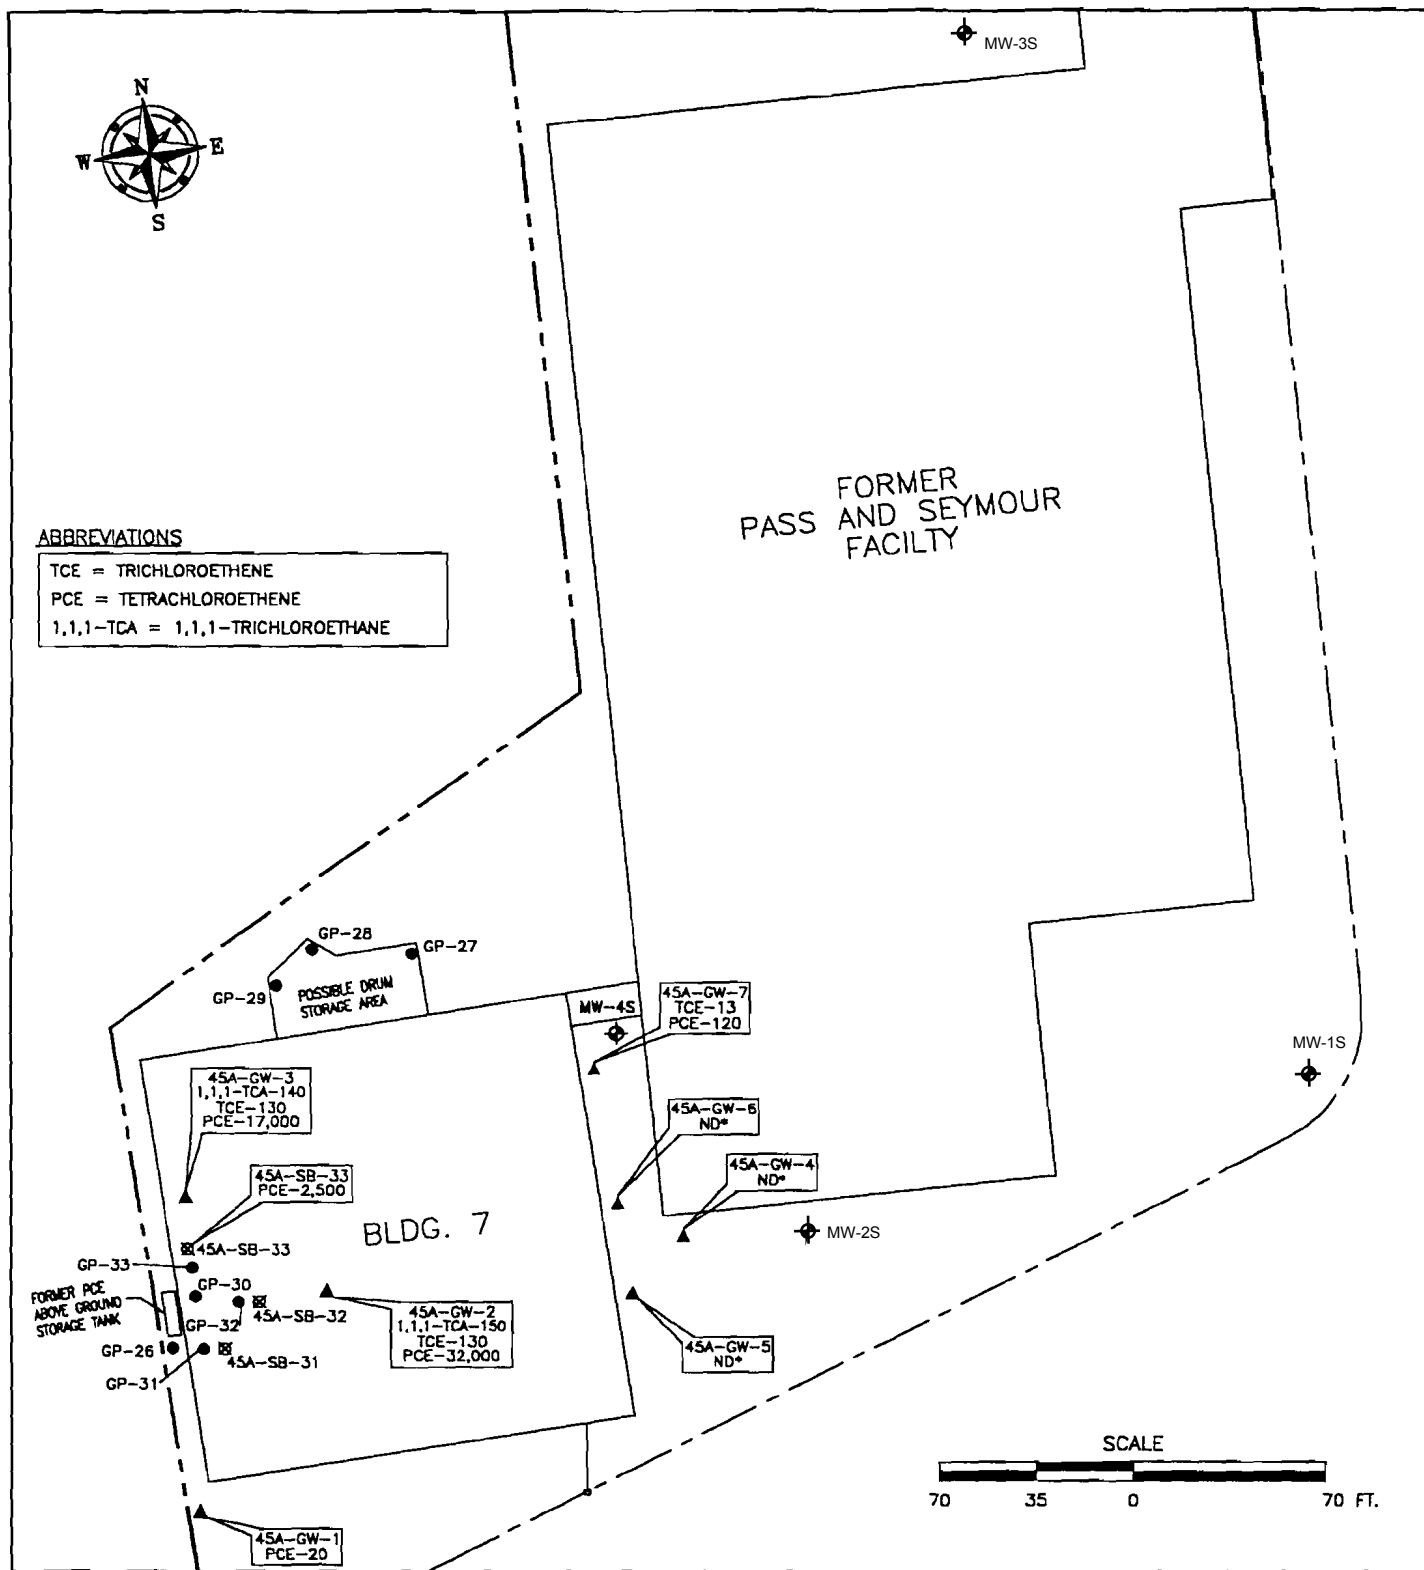 MW-3S
N
W
E
S
FORMER
PASS AND SEYMOUR
FACILTY
ABBREVIATIONS
TCE = TRICHLOROETHENE
PCE = TETRACHLOROETHENE
1,1,1-TCA = 1,1,1-TRICHLOROETHANE
GP-28
GP-27
GP-29
POSSIBLE DRUM
STORAGE AREA
MW-4S
45A-GW-7
TCE-13
PCE-120
MW-1S
45A-GW-3
1,1,1-TCA-140
TCE-130
PCE-17,000
45A-GW-6
ND*
45A-GW-4
ND*
45A-SB-33
PCE-2,500
BLDG. 7
MW-2S
45A-SB-33
GP-33
GP-30
FORMER PCE
ABOVE GROUND
STORAGE TANK
GP-32
45A-SB-32
45A-GW-2
1,1,1-TCA-150
TCE-130
PCE-32,000
GP-26
45A-SB-31
GP-31
45A-GW-5
ND*
SCALE
70 35 0 70 FT.
45A-GW-1
PCE-20